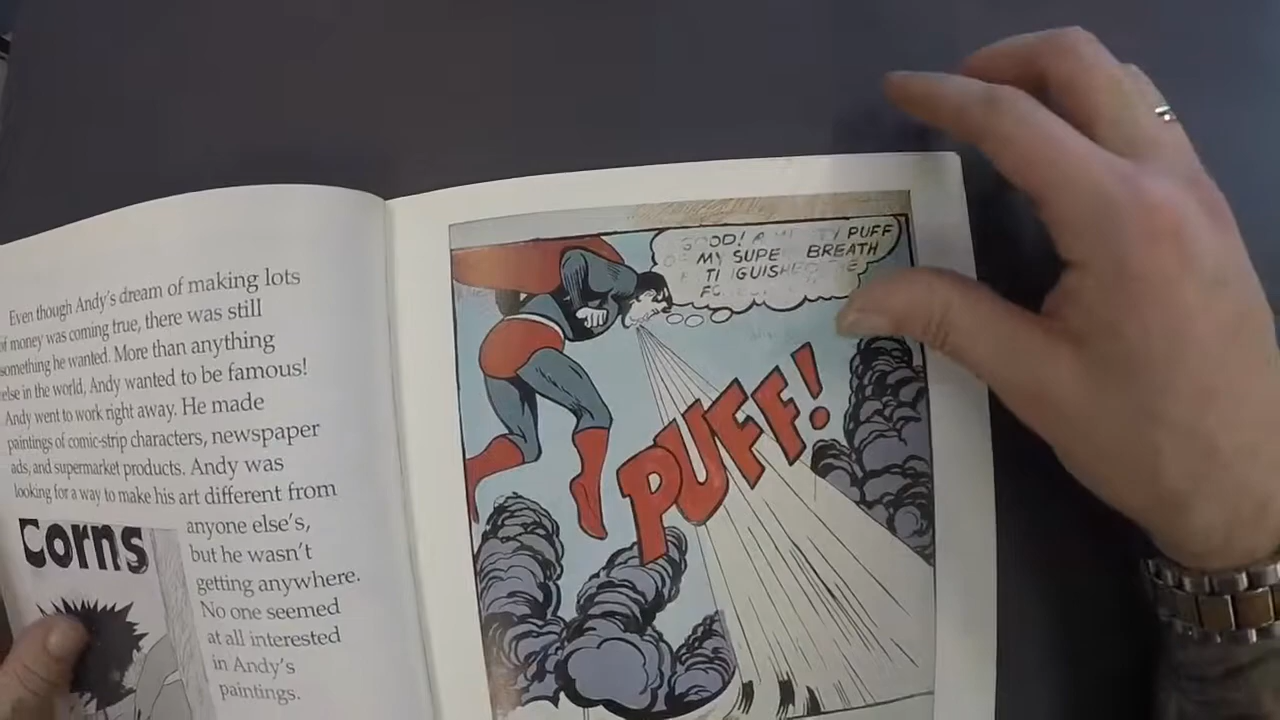 Even though Andy's dream of making lots
of money was coming true, there was still
something he wanted. More than anything
else in the world, Andy wanted to be famous!
Andy went to work right away. He made
paintings of comic-strip characters, newspaper
ads, and supermarket products. Andy was
looking for a way to make his art different from
anyone else's,
but he wasn't
getting anywhere.
No one seemed
at all interested
in Andy's
paintings.
Corns
GOOD! A PUFF
MY SUPE BREATH
PUFF!